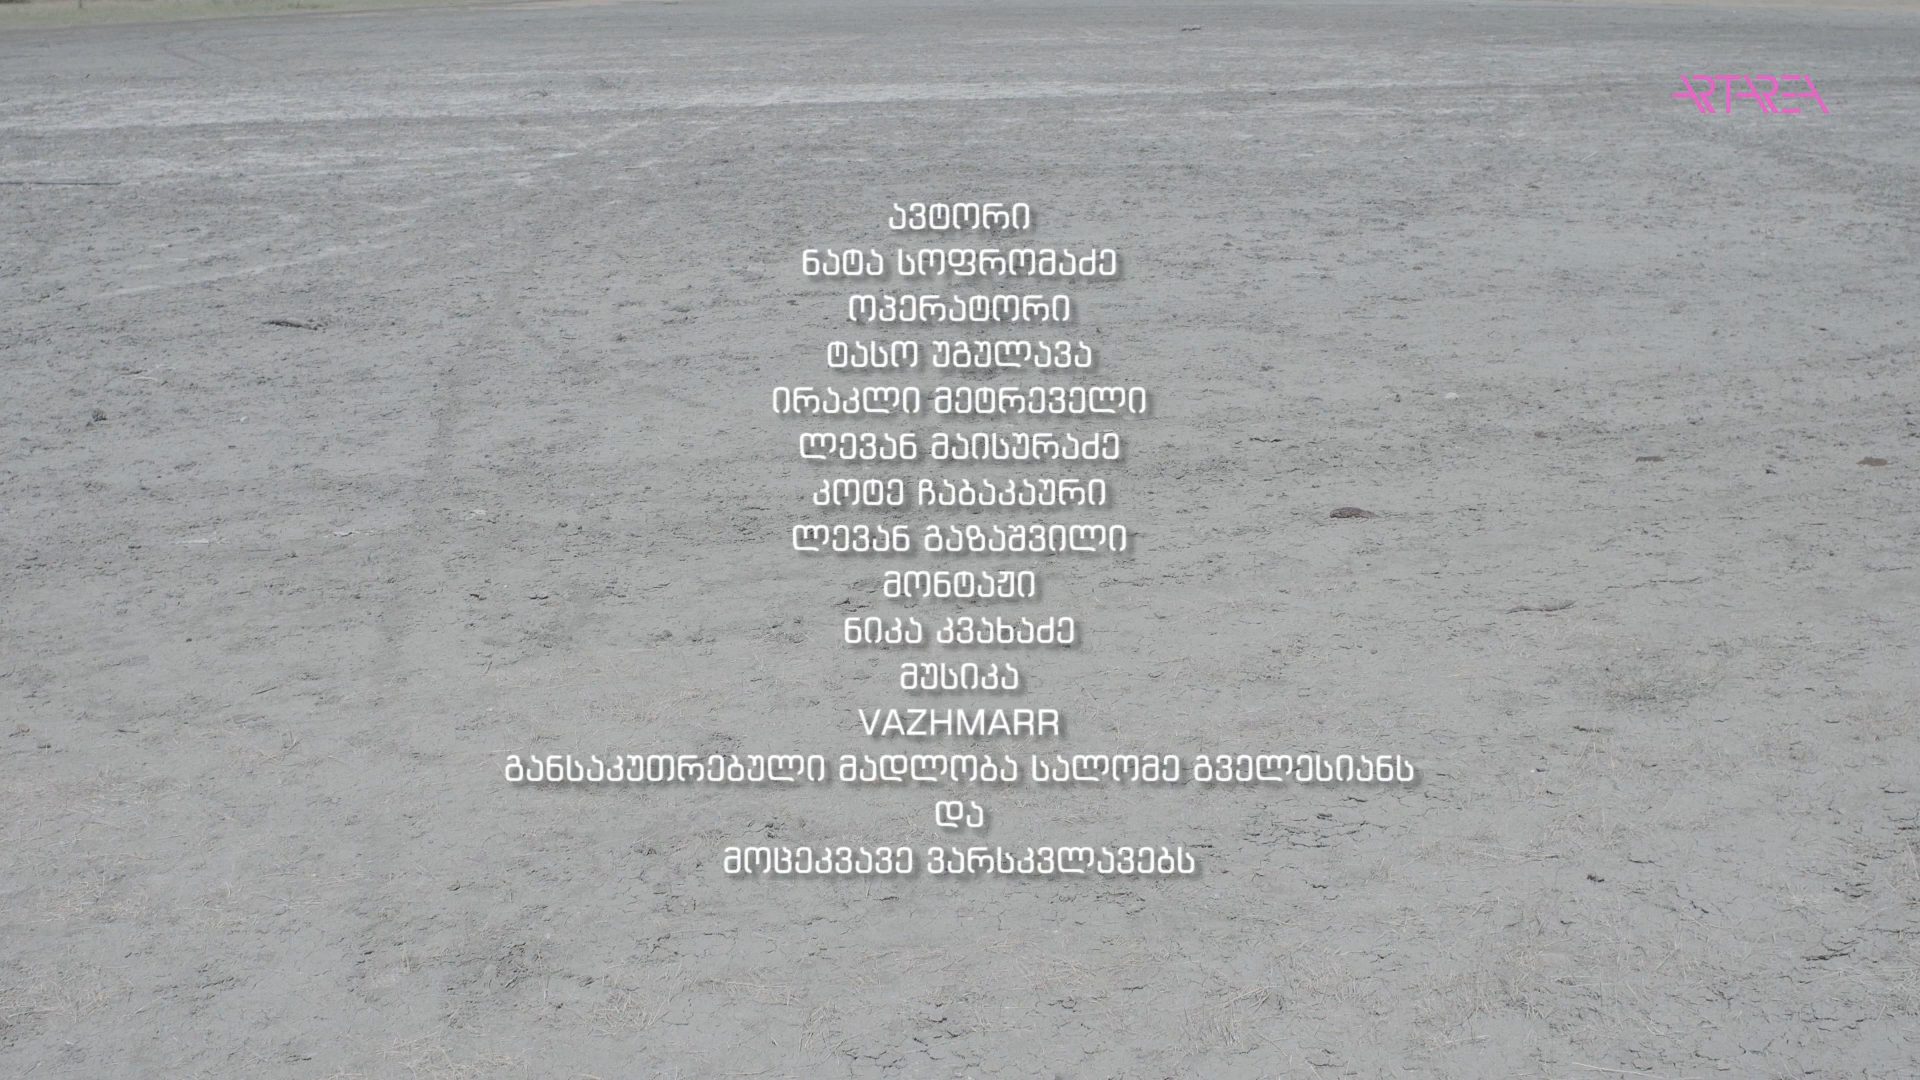 ARTAREA
ავტორი
ნატა სოფრომაძე
ოპერატორი
ტასო უგულავა
ირაკლი მეტრეველი
ლევან მაისურაძე
კოტე ჩაბაკაური
ლევან გაზაშვილი
მონტაჟი
ნიკა კვახაძე
მუსიკა
VAZHMARR
განსაკუთრებული მადლობა სალომე გველესიანს
და
მოცეკვავე ვარსკვლავებს